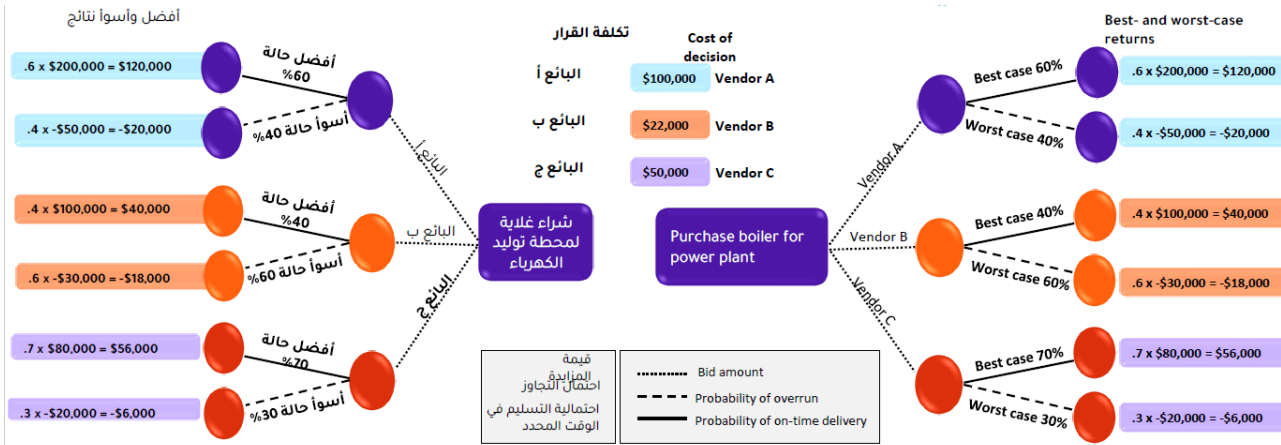 أفضل وأسوأ نتائج
.6 x $200,000 = $120,000
أفضل حالة
%60
.4 x -$50,000 = -$20,000
أسوأ حالة 40%
البائع أ
.4 x $100,000 = $40,000
أفضل حالة
%40
.6 x -$30,000 = -$18,000
أسوأ حالة 60%
البائع ب
.7 x $80,000 = $56,000
أفضل حالة
%70
.3 x -$20,000 = -$6,000
أسوأ حالة 30%
البائع ج
شراء غلاية
لمحطة توليد
الكهرباء
تكلفة القرار
Cost of
decision
البائع أ
$100,000 Vendor A
البائع ب
$22,000 Vendor B
البائع ج
$50,000 Vendor C
Purchase boiler for
power plant
Best- and worst-case
returns
Vendor A
Best case 60%
.6 x $200,000 = $120,000
Worst case 40%
.4 x -$50,000 = -$20,000
Vendor B
Best case 40%
.4 x $100,000 = $40,000
Worst case 60%
.6 x -$30,000 = -$18,000
Vendor C
Best case 70%
.7 x $80,000 = $56,000
Worst case 30%
.3 x -$20,000 = -$6,000
قيمة
المزايدة
احتمال التجاوز
احتمالية التسليم في
الوقت المحدد
Bid amount
Probability of overrun
Probability of on-time delivery